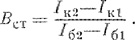 Bст = (Iк2 − Iк1) / (Iб2 − Iб1).